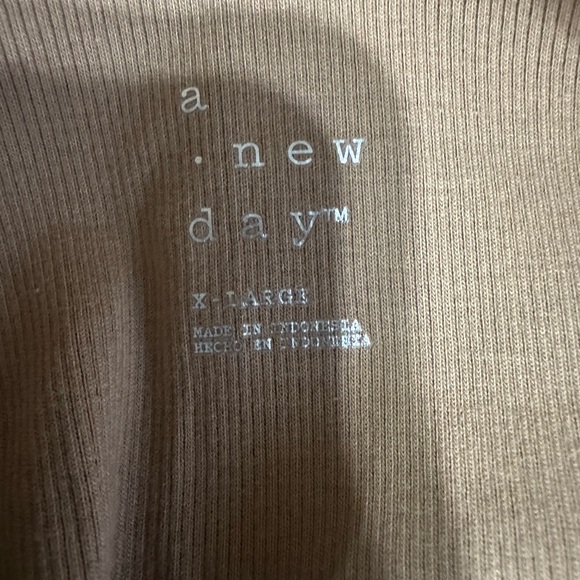 a
. new
day™
X-LARGE
MADE IN INDONESIA
HECHO EN INDONESIA